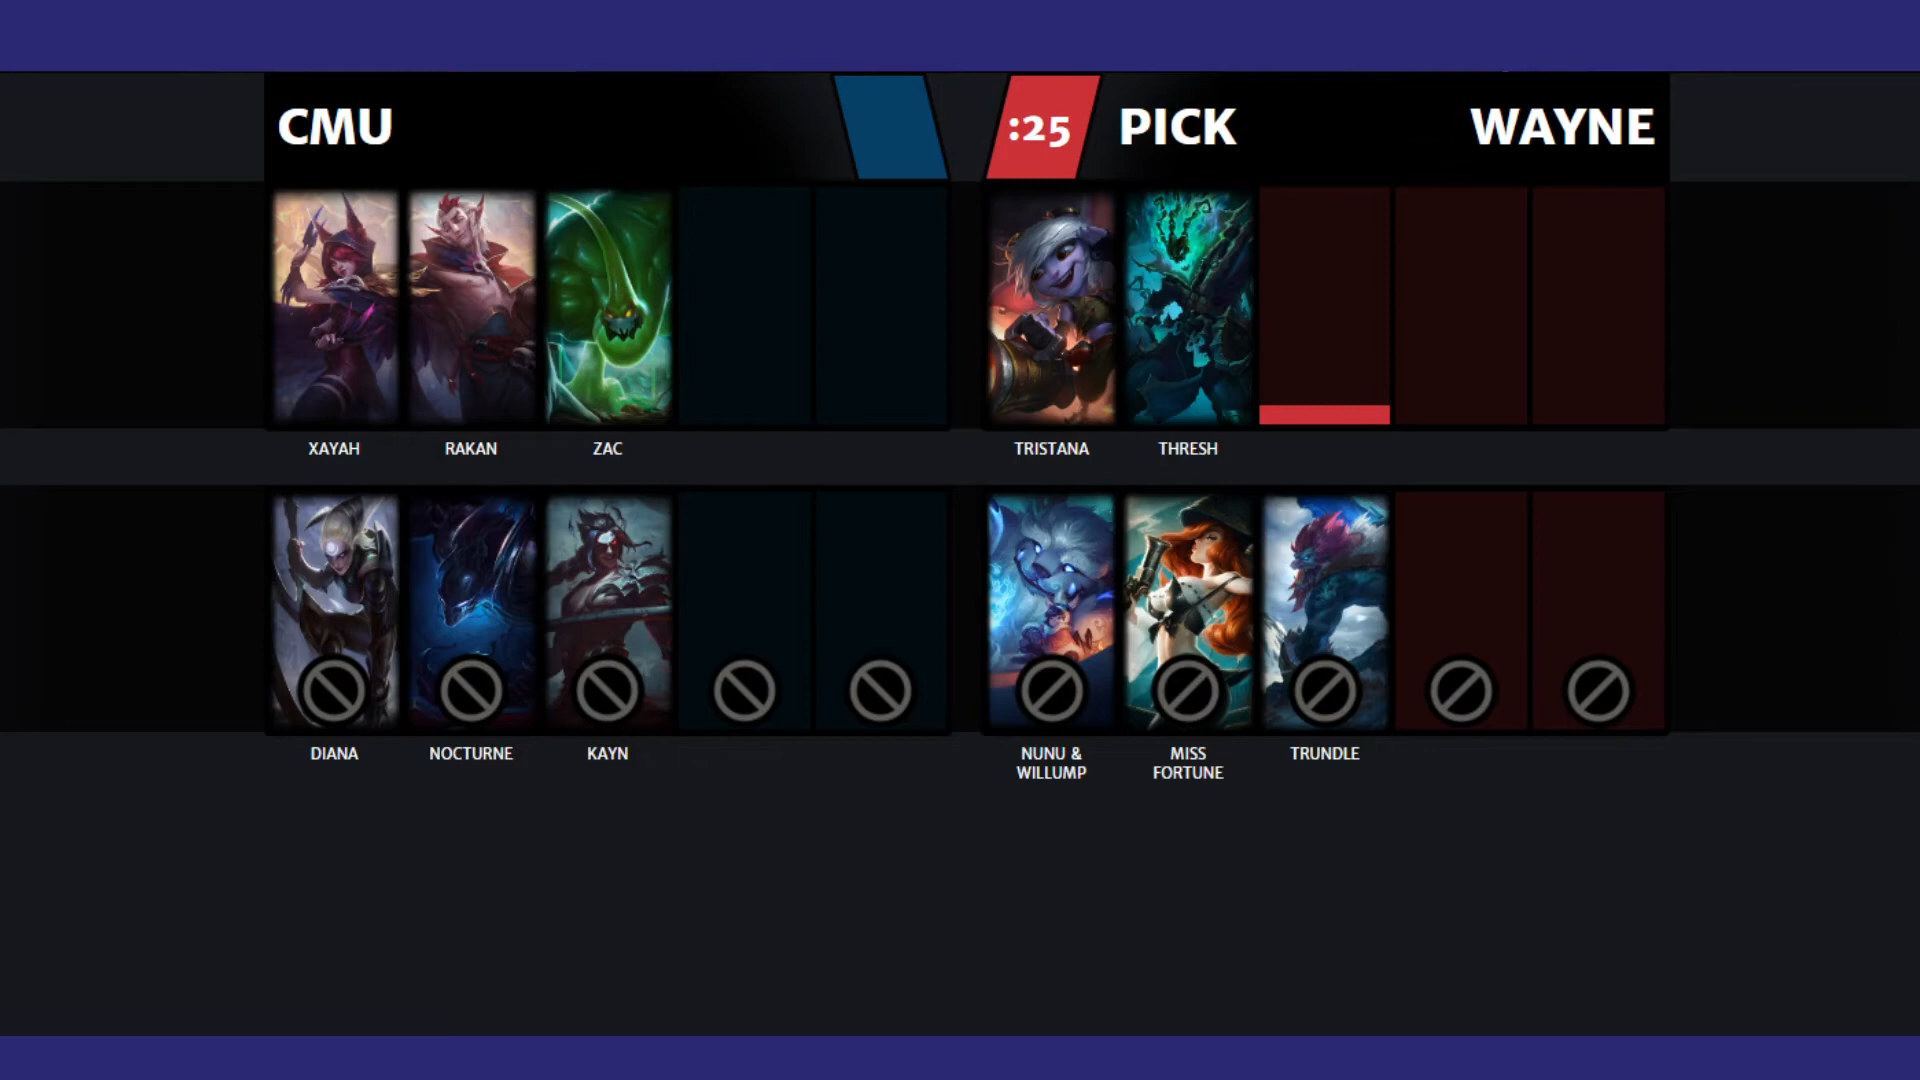 CMU
:25 PICK WAYNE
XAYAH RAKAN ZAC TRISTANA THRESH
DIANA NOCTURNE KAYN NUNU & MISS TRUNDLE
WILLUMP FORTUNE